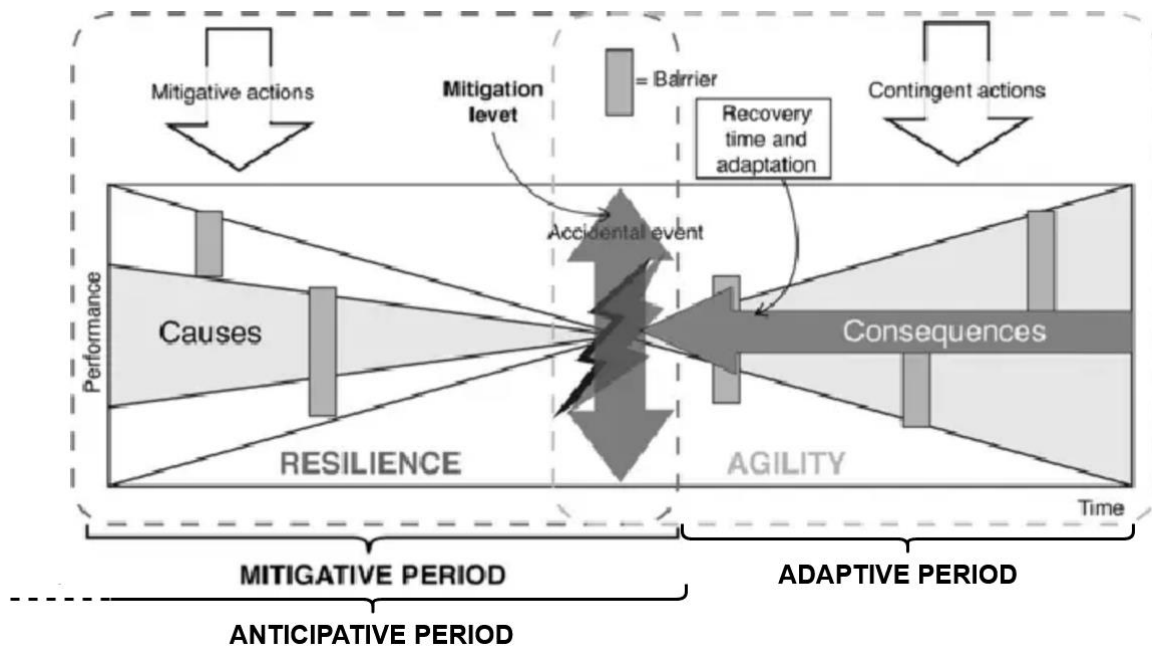 Mitigative actions
Mitigation
level
= Barrier
Recovery
time and
adaptation
Contingent actions
Accidental event
Performance
Causes
Consequences
RESILIENCE
AGILITY
Time
MITIGATIVE PERIOD
ADAPTIVE PERIOD
ANTICIPATIVE PERIOD